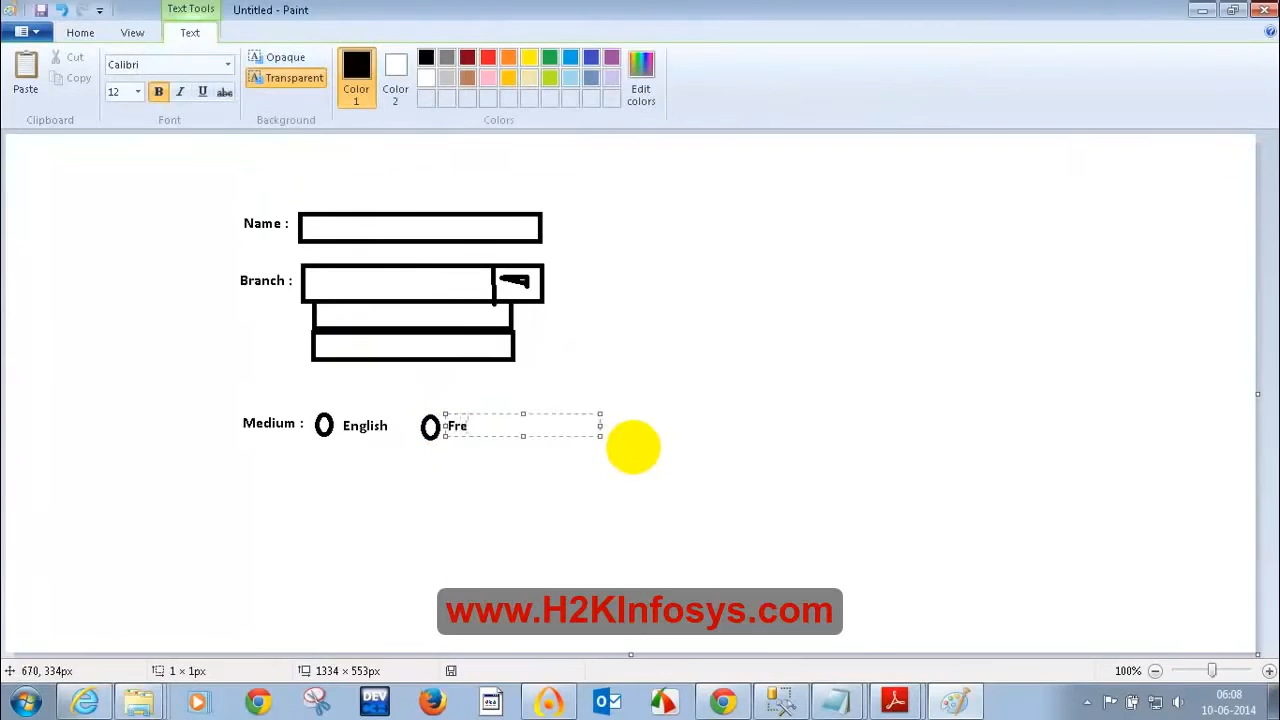 Text Tools
Untitled - Paint
Home
View
Text
Paste
Cut
Copy
Clipboard
Calibri
12
B
I
U
abc
Font
Opaque
Transparent
Background
Color
1
Color
2
Edit
colors
Colors
Name :
Branch :
Medium :
English
Fre
www.H2KInfosys.com
670, 334px
1 × 1px
1334 × 553px
100%
DEV
06:08
10-06-2014